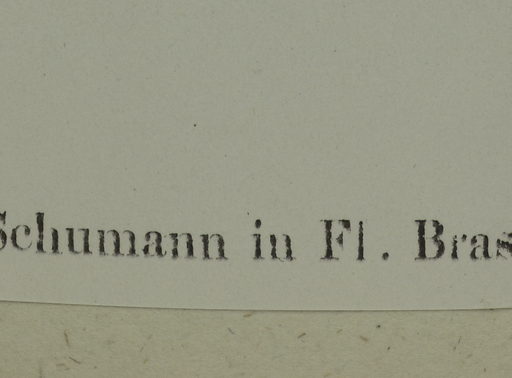 Schumann in Fl. Bras